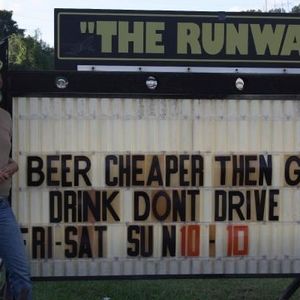 "THE RUNWA
BEER CHEAPER THEN G
DRINK DONT DRIVE
FRI-SAT SUN 10-10